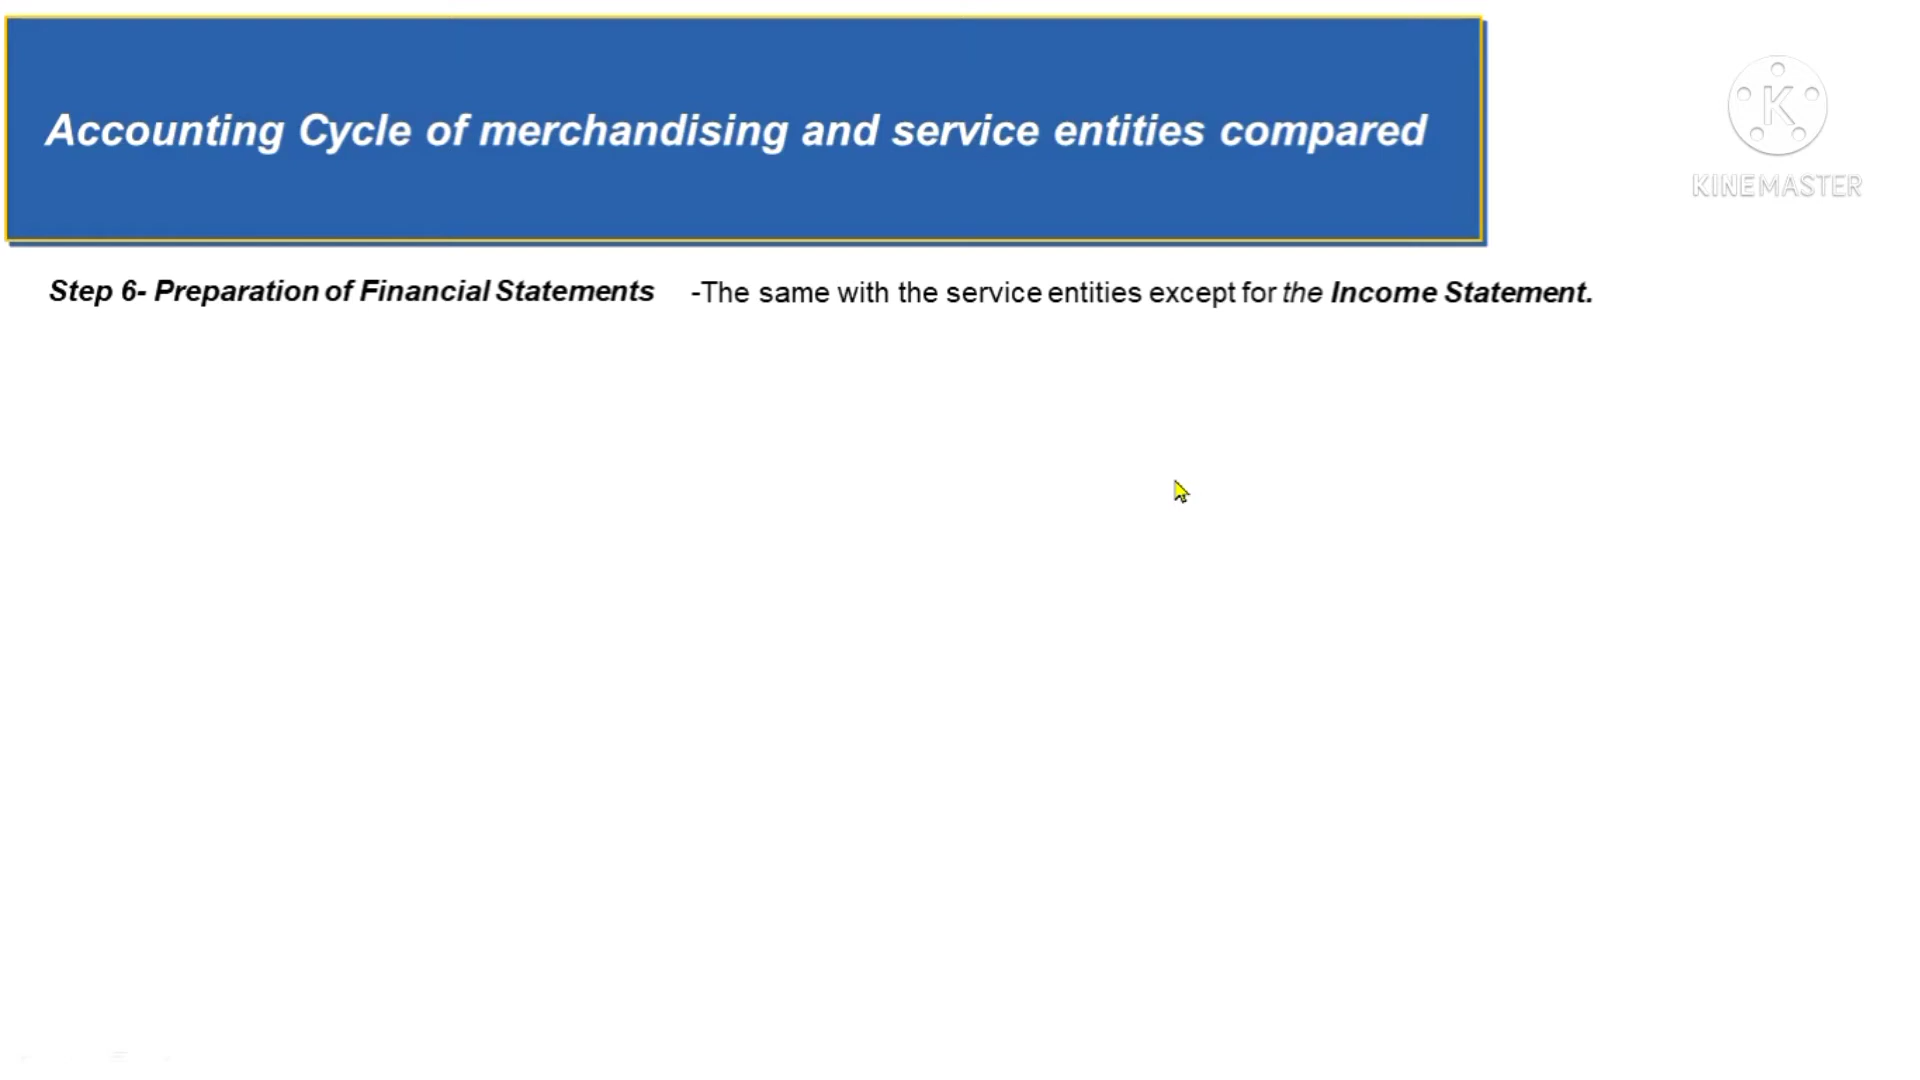 Accounting Cycle of merchandising and service entities compared
K
KINEMASTER
Step 6- Preparation of Financial Statements -The same with the service entities except for the Income Statement.